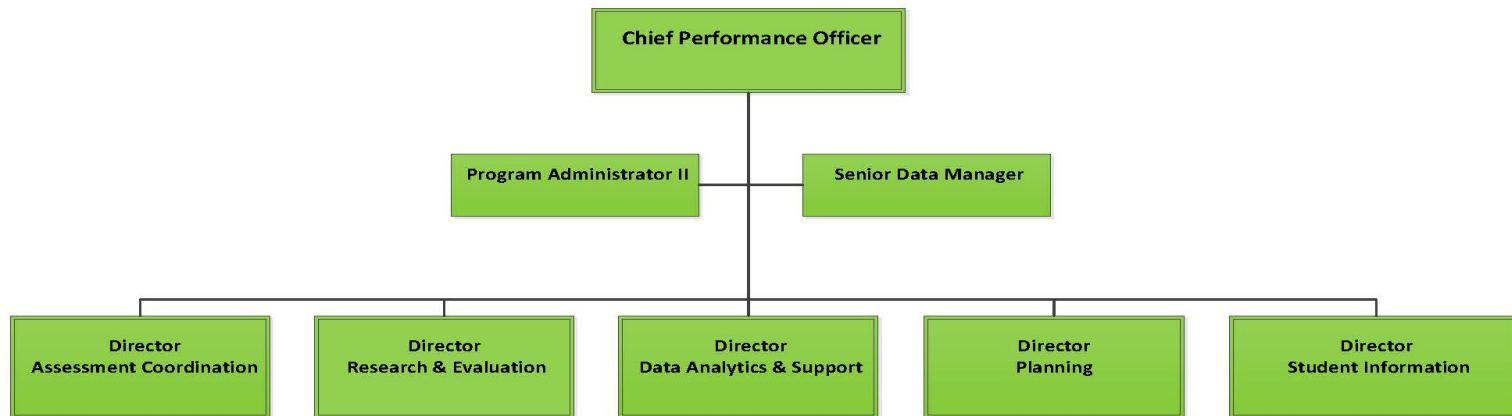 Chief Performance Officer
Program Administrator II
Senior Data Manager
Director
Assessment Coordination
Director
Research & Evaluation
Director
Data Analytics & Support
Director
Planning
Director
Student Information